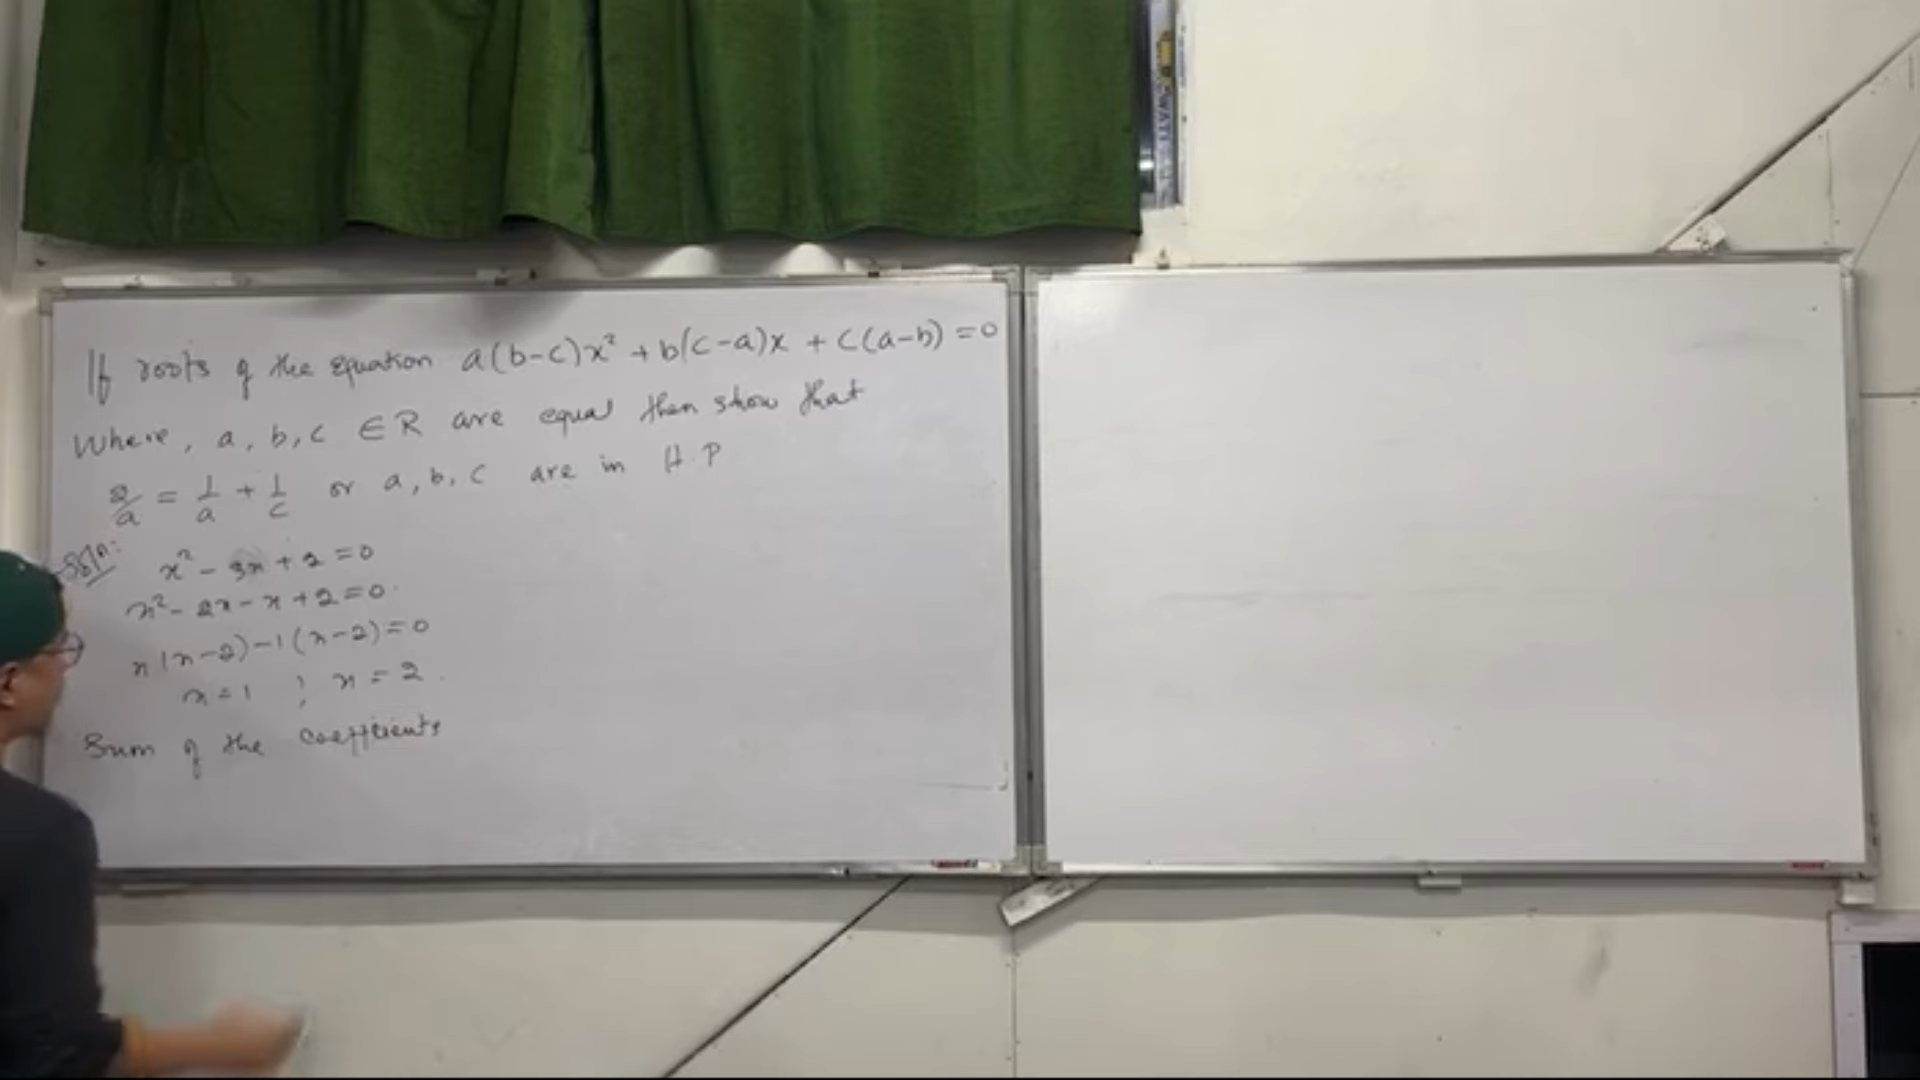 If roots of the equation a(b-c)x² + b(c-a)x + c(a-b) = 0
Where, a, b, c ∈ R are equal then show that
2/a = 1/a + 1/c or a, b, c are in H.P
Solⁿ:
x² - 3x + 2 = 0
x² - 2x - x + 2 = 0.
x(x-2)-1(x-2)=0
x=1 ; x=2.
Sum of the coefficients